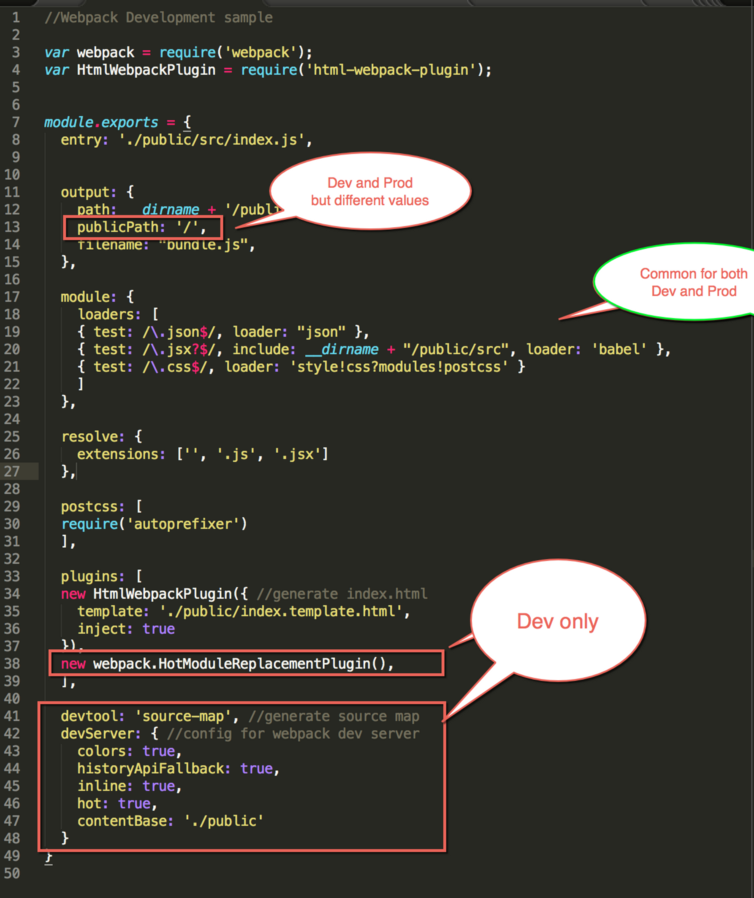 1 //Webpack Development sample
2
3 var webpack = require('webpack');
4 var HtmlWebpackPlugin = require('html-webpack-plugin');
5
6
7 module.exports = {
8 entry: './public/src/index.js',
9
10
11 output: {
12 path: __dirname + '/publi
13 publicPath: '/',
14 filename: "bundle.js",
15 },
16
17 module: {
18 loaders: [
19 { test: /\.json$/, loader: "json" },
20 { test: /\.jsx?$/, include: __dirname + "/public/src", loader: 'babel' },
21 { test: /\.css$/, loader: 'style!css?modules!postcss' }
22 ]
23 },
24
25 resolve: {
26 extensions: ['', '.js', '.jsx']
27 },
28
29 postcss: [
30 require('autoprefixer')
31 ],
32
33 plugins: [
34 new HtmlWebpackPlugin({ //generate index.html
35 template: './public/index.template.html',
36 inject: true
37 }),
38 new webpack.HotModuleReplacementPlugin(),
39 ],
40
41 devtool: 'source-map', //generate source map
42 devServer: { //config for webpack dev server
43 colors: true,
44 historyApiFallback: true,
45 inline: true,
46 hot: true,
47 contentBase: './public'
48 }
49 }
50
Dev and Prod
but different values
Common for both
Dev and Prod
Dev only